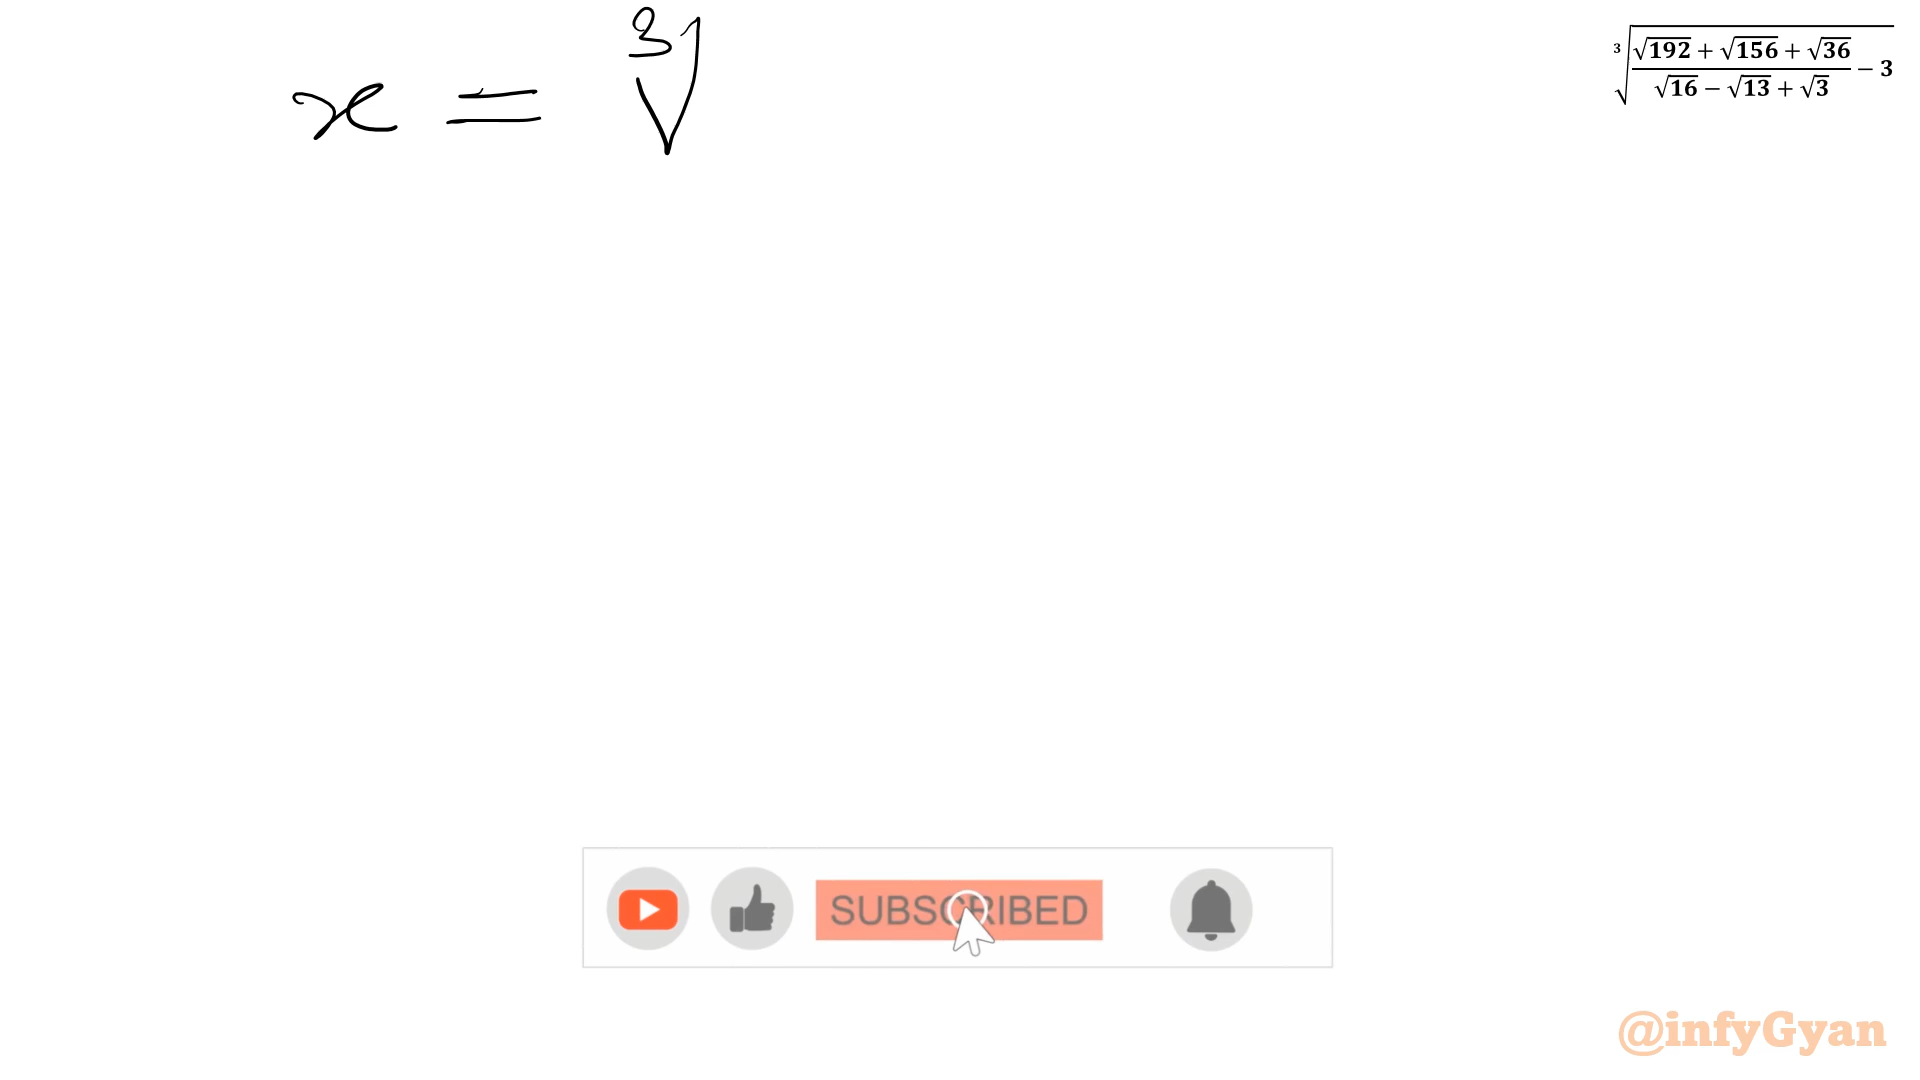 x = ∛
∛((√192 + √156 + √36)/(√16 − √13 + √3) − 3)
SUBSCRIBED
@infyGyan